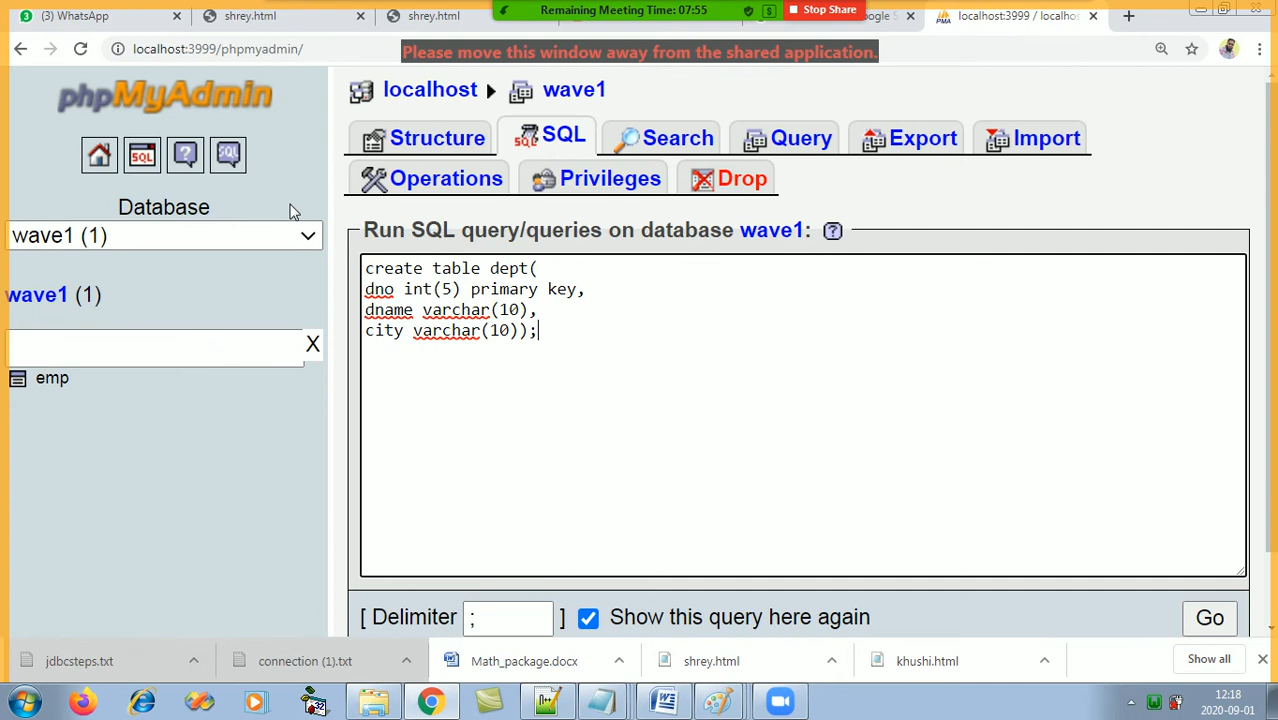 (3) WhatsApp
shrey.html
shrey.html
Remaining Meeting Time: 07:55
Stop Share
localhost:3999 / localhos
localhost:3999/phpmyadmin/
Please move this window away from the shared application.
phpMyAdmin
localhost
wave1
Structure
SQL
Search
Query
Export
Import
Operations
Privileges
Drop
SQL
SQL
Database
wave1 (1)
wave1 (1)
X
emp
Run SQL query/queries on database wave1:
create table dept(
dno int(5) primary key,
dname varchar(10),
city varchar(10));
[ Delimiter ; ] Show this query here again
Go
jdbcsteps.txt
connection (1).txt
Math_package.docx
shrey.html
khushi.html
Show all
12:18
2020-09-01